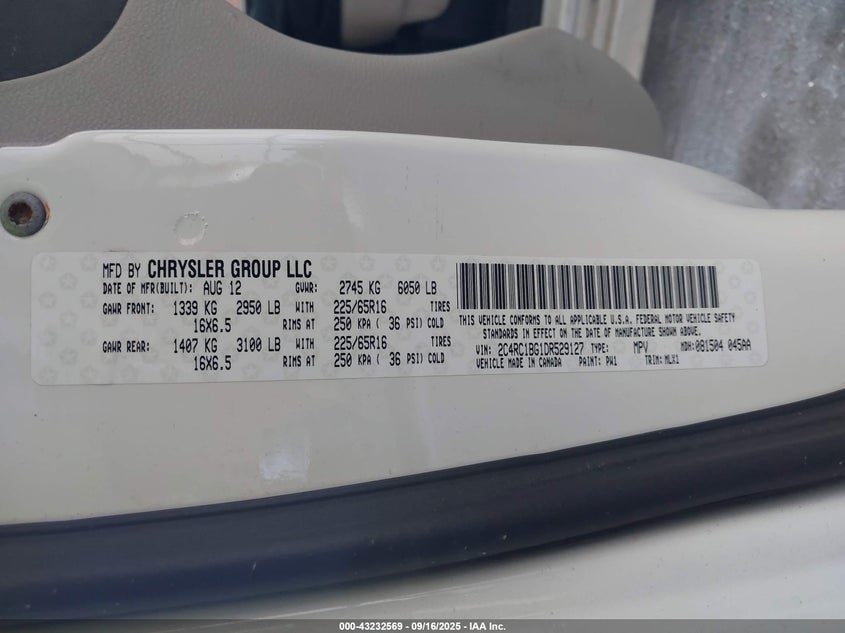 MFD BY CHRYSLER GROUP LLC
DATE OF MFR(BUILT): AUG 12 GVWR: 2745 KG 6050 LB
GAWR FRONT: 1339 KG 2950 LB WITH 225/65R16 TIRES
16X6.5 RIMS AT 250 KPA ( 36 PSI) COLD
GAWR REAR: 1407 KG 3100 LB WITH 225/65R16 TIRES
16X6.5 RIMS AT 250 KPA ( 36 PSI) COLD
THIS VEHICLE CONFORMS TO ALL APPLICABLE U.S.A. FEDERAL MOTOR VEHICLE SAFETY
STANDARDS IN EFFECT ON THE DATE OF MANUFACTURE SHOWN ABOVE.
VIN: 2C4RC1BG1DR529127 TYPE: MPV MDH: 081504 045AA
VEHICLE MADE IN CANADA PAINT: PW1 TRIM: MLX1
000-43232569 - 09/16/2025 - IAA Inc.